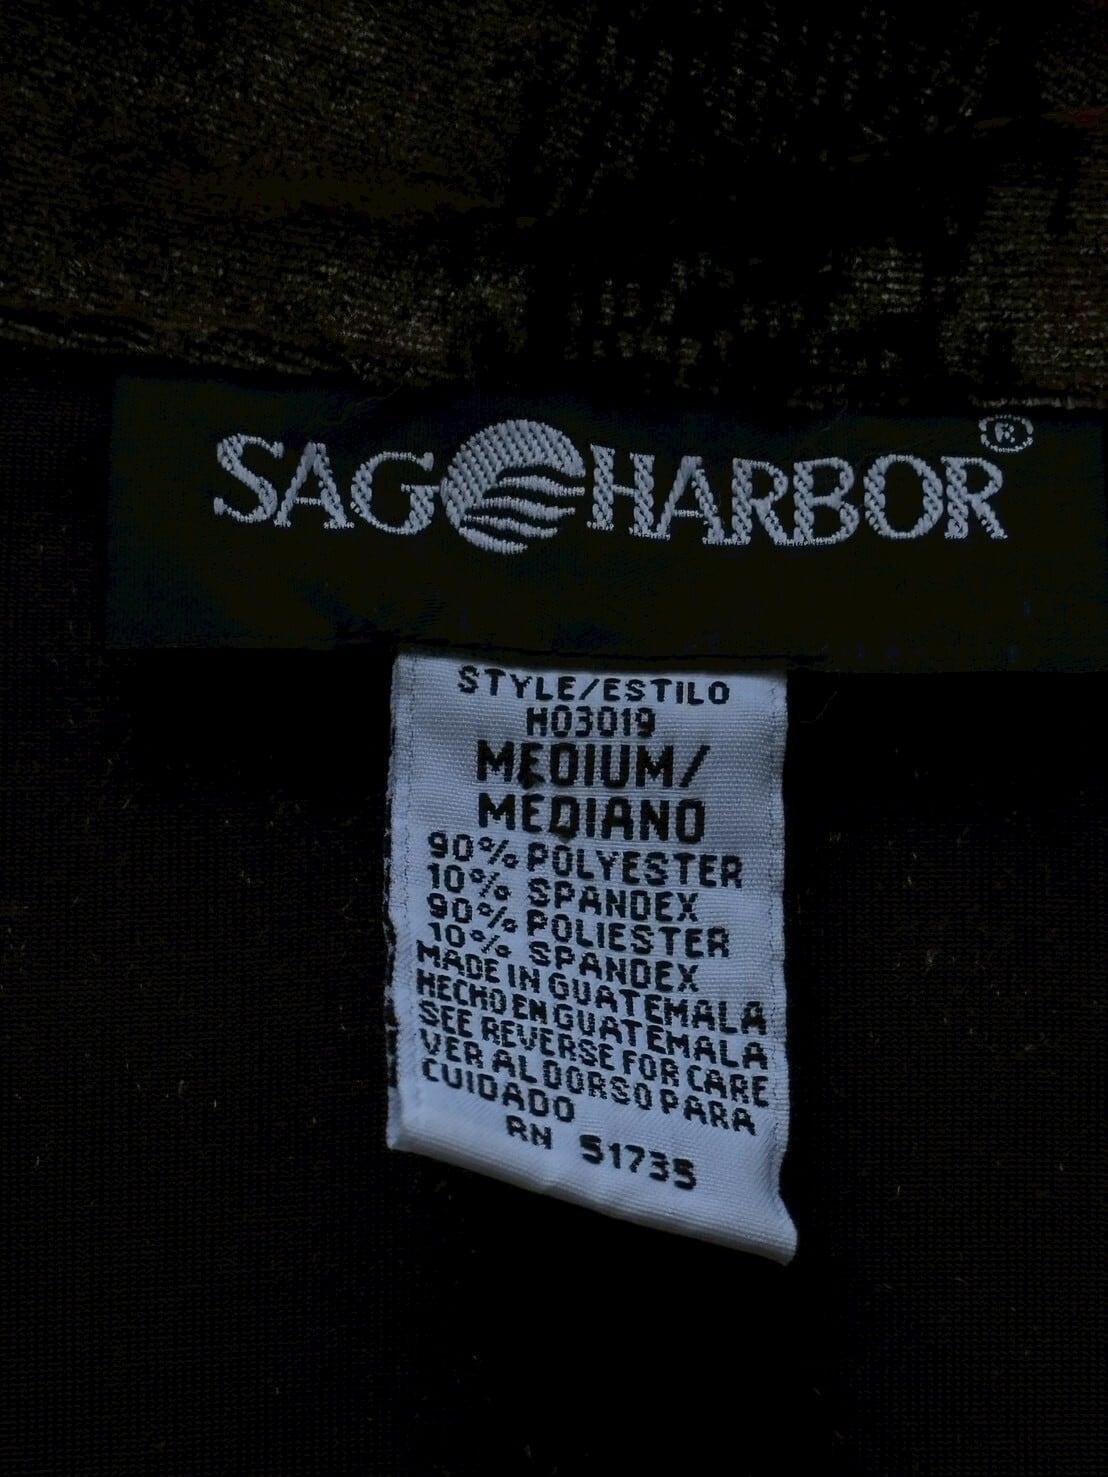 SAG HARBOR®
STYLE/ESTILO
H03019
MEDIUM/
MEDIANO
90% POLYESTER
10% SPANDEX
90% POLIESTER
10% SPANDEX
MADE IN GUATEMALA
HECHO EN GUATEMALA
SEE REVERSE FOR CARE
VER AL DORSO PARA
CUIDADO
RN 51735